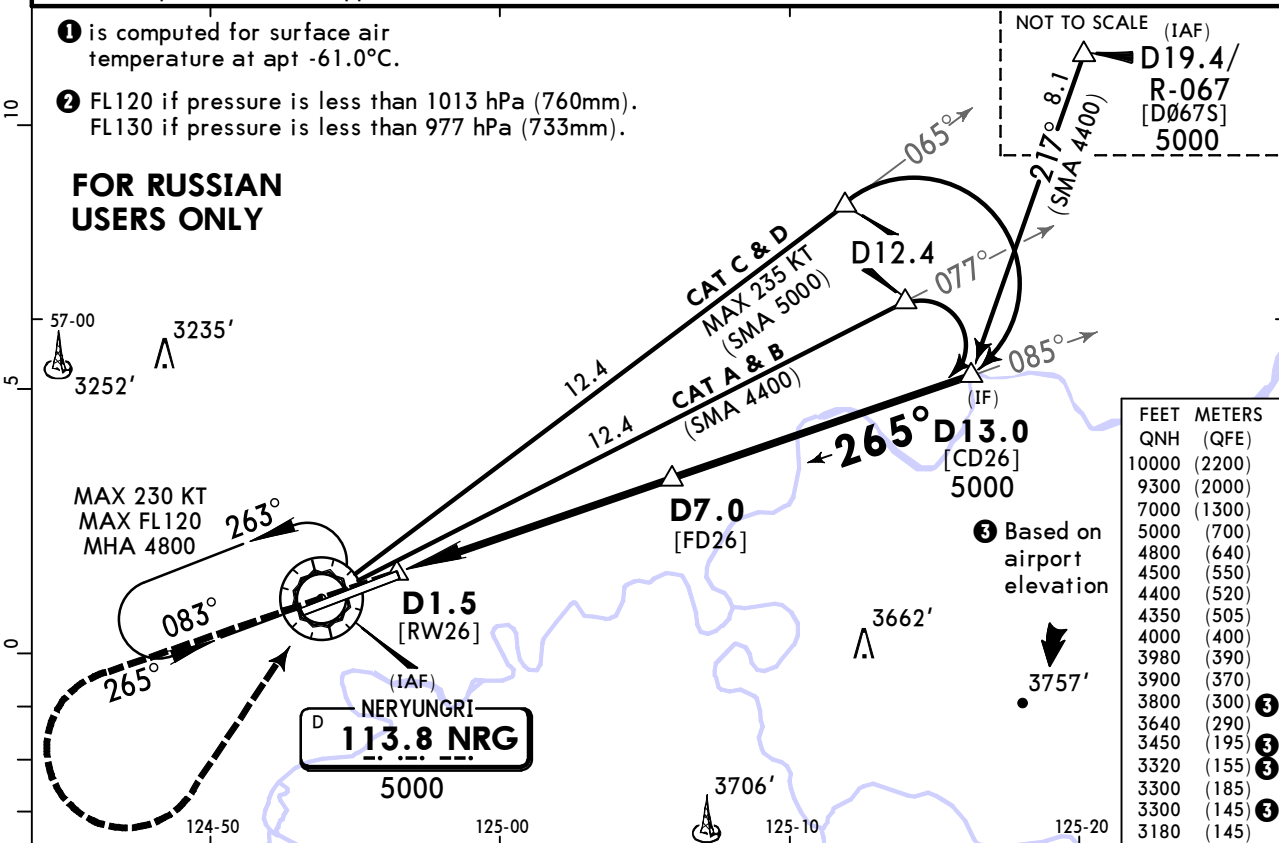 ❶ is computed for surface air
temperature at apt -61.0°C.
❷ FL120 if pressure is less than 1013 hPa (760mm).
FL130 if pressure is less than 977 hPa (733mm).
FOR RUSSIAN
USERS ONLY
NOT TO SCALE
(IAF)
D19.4/
R-067
[DØ67S]
5000
217° 8.1
(SMA 4400)
065°
077°
085°
D12.4
CAT C & D
MAX 235 KT
(SMA 5000)
12.4
CAT A & B
(SMA 4400)
12.4
10
5
0
57-00
3252'
3235'
(IF)
265°
D13.0
[CD26]
5000
D7.0
[FD26]
MAX 230 KT
MAX FL120
MHA 4800
263°
083°
265°
D1.5
[RW26]
(IAF)
NERYUNGRI
D 113.8 NRG
5000
❸ Based on
airport
elevation
3662'
3757'
3706'
124-50
125-00
125-10
125-20
FEET METERS
QNH (QFE)
10000 (2200)
9300 (2000)
7000 (1300)
5000 (700)
4800 (640)
4500 (550)
4400 (520)
4350 (505)
4000 (400)
3980 (390)
3900 (370)
3800 (300) ❸
3640 (290)
3450 (195) ❸
3320 (155) ❸
3300 (185)
3300 (145) ❸
3180 (145)